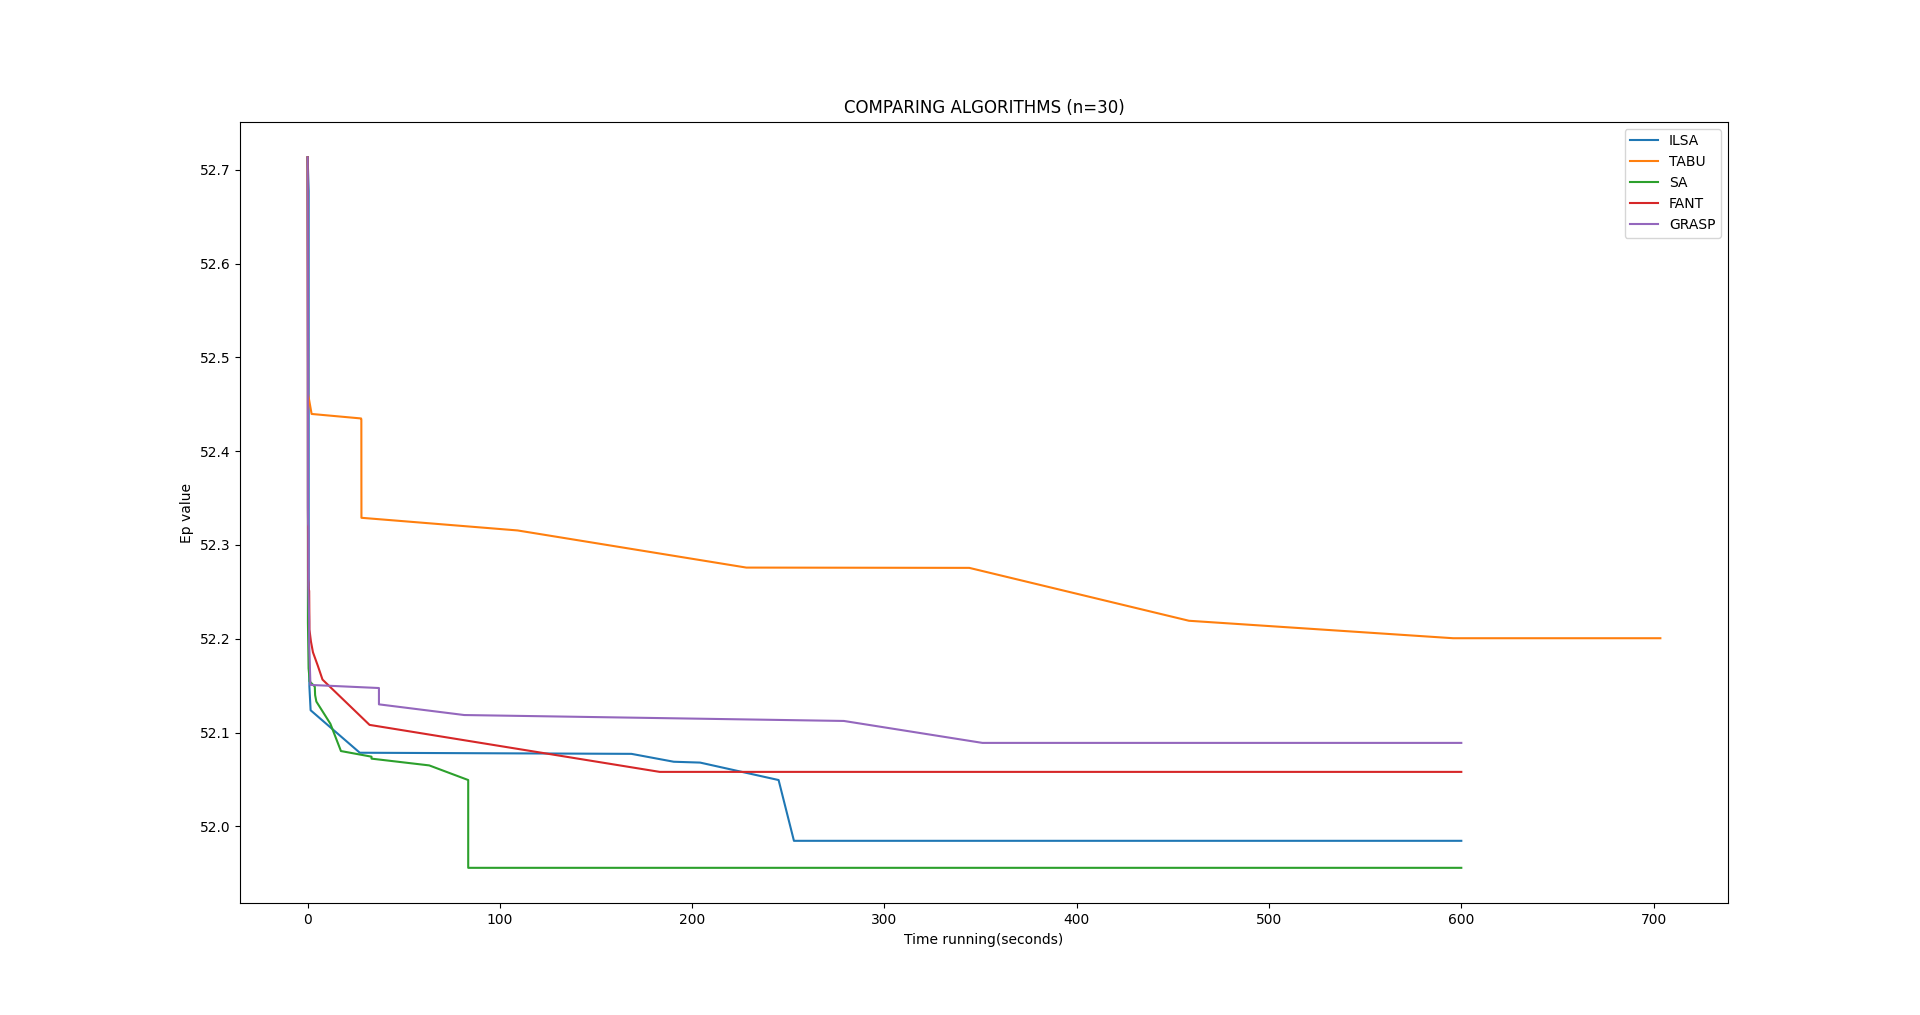 COMPARING ALGORITHMS (n=30)
ILSA
TABU
SA
FANT
GRASP
52.7
52.6
52.5
52.4
52.3
52.2
52.1
52.0
Ep value
0 100 200 300 400 500 600 700
Time running(seconds)